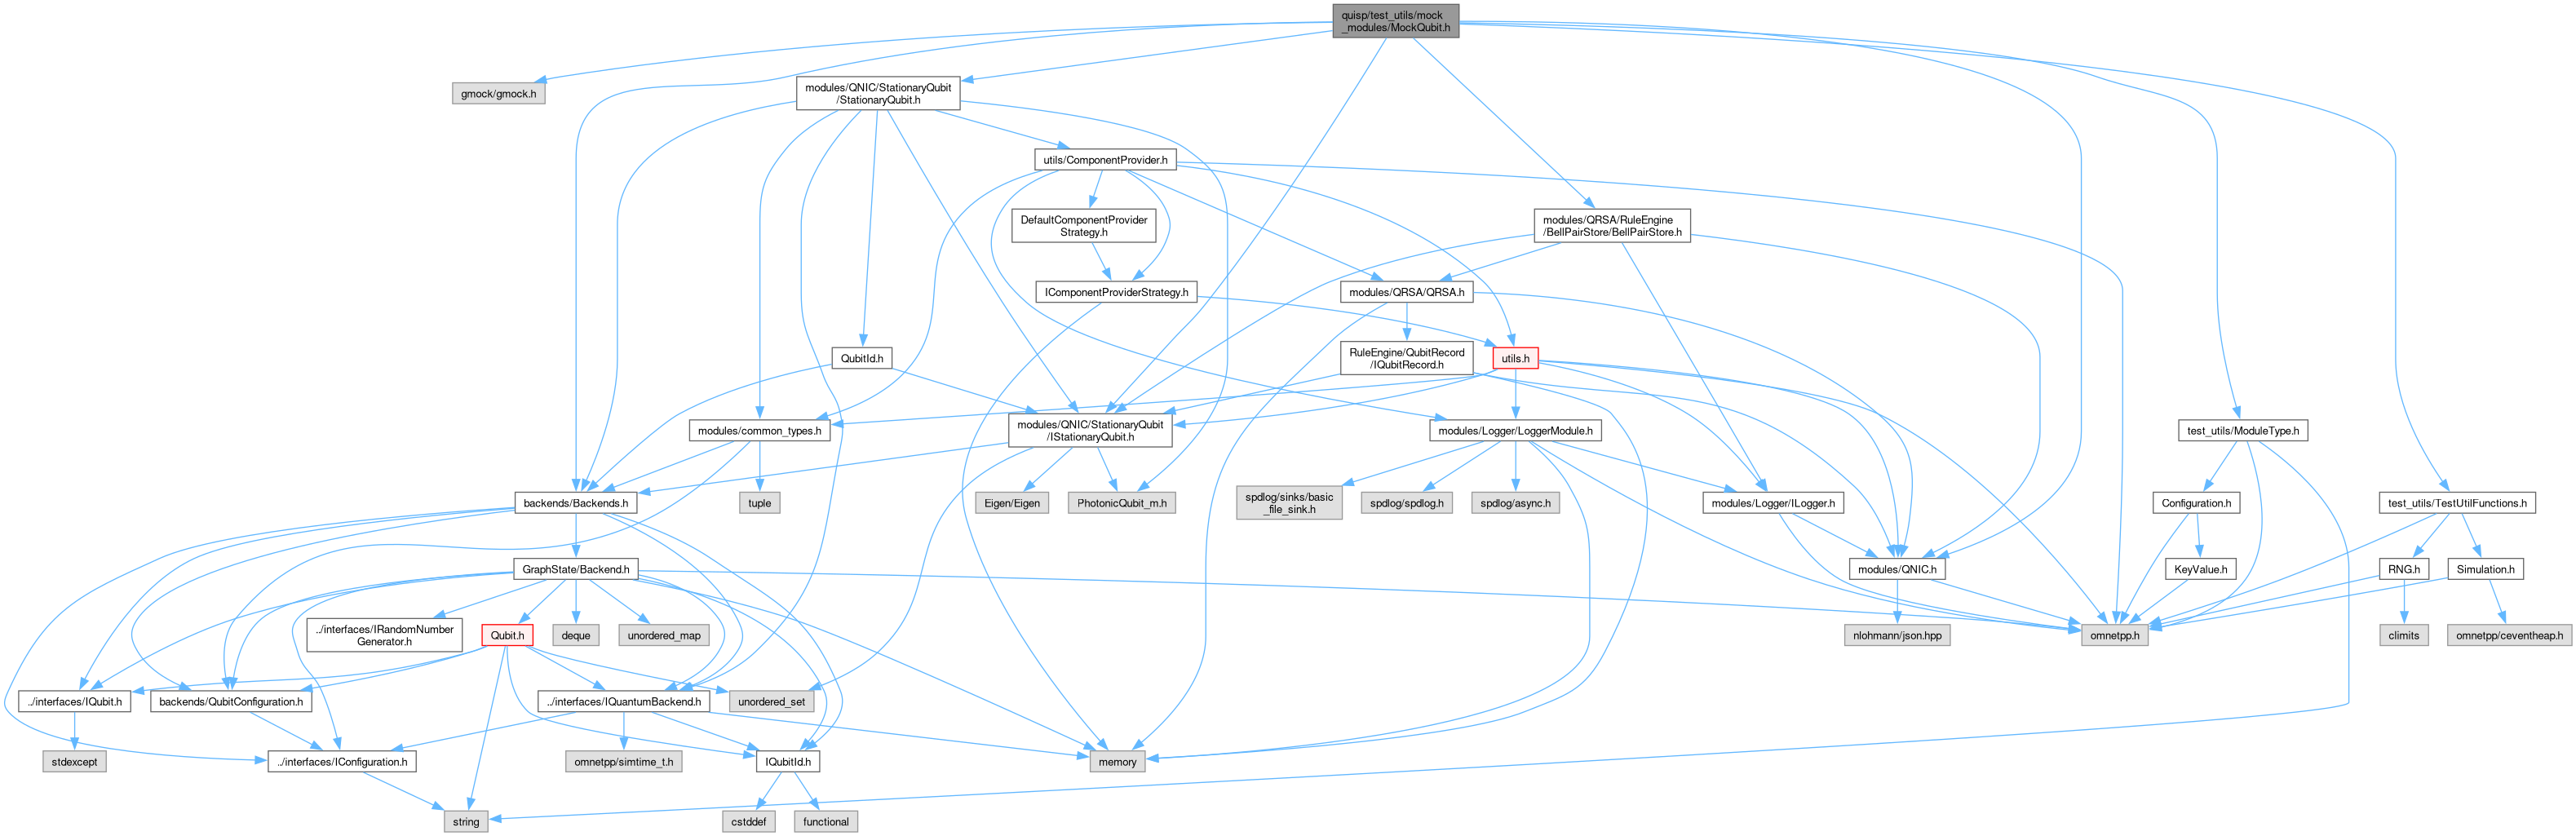 quisp/test_utils/mock
_modules/MockQubit.h
gmock/gmock.h
modules/QNIC/StationaryQubit
/StationaryQubit.h
utils/ComponentProvider.h
DefaultComponentProvider
Strategy.h
modules/QRSA/RuleEngine
/BellPairStore/BellPairStore.h
IComponentProviderStrategy.h
modules/QRSA/QRSA.h
QubitId.h
RuleEngine/QubitRecord
/IQubitRecord.h
utils.h
modules/common_types.h
modules/QNIC/StationaryQubit
/IStationaryQubit.h
modules/Logger/LoggerModule.h
test_utils/ModuleType.h
backends/Backends.h
tuple
Eigen/Eigen
PhotonicQubit_m.h
spdlog/sinks/basic
_file_sink.h
spdlog/spdlog.h
spdlog/async.h
modules/Logger/ILogger.h
Configuration.h
test_utils/TestUtilFunctions.h
GraphState/Backend.h
modules/QNIC.h
KeyValue.h
RNG.h
Simulation.h
../interfaces/IRandomNumber
Generator.h
Qubit.h
deque
unordered_map
nlohmann/json.hpp
omnetpp.h
climits
omnetpp/ceventheap.h
../interfaces/IQubit.h
backends/QubitConfiguration.h
../interfaces/IQuantumBackend.h
unordered_set
stdexcept
../interfaces/IConfiguration.h
omnetpp/simtime_t.h
IQubitId.h
memory
string
cstddef
functional